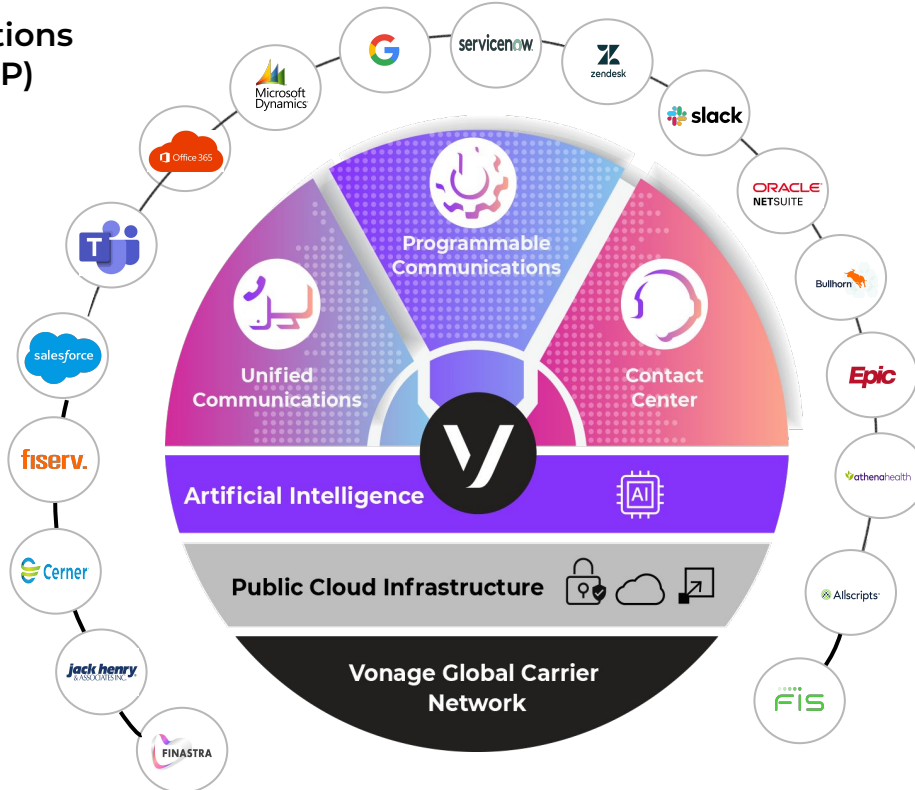 tions
P)
Google
servicenow
zendesk
Microsoft
Dynamics
slack
Office 365
ORACLE
NETSUITE
T
Bullhorn
salesforce
Epic
fiserv.
athenahealth
Cerner
Allscripts
jack henry
& ASSOCIATES INC.
FiS
FINASTRA
Programmable
Communications
Unified
Communications
Contact
Center
Artificial Intelligence
AI
Public Cloud Infrastructure
Vonage Global Carrier
Network